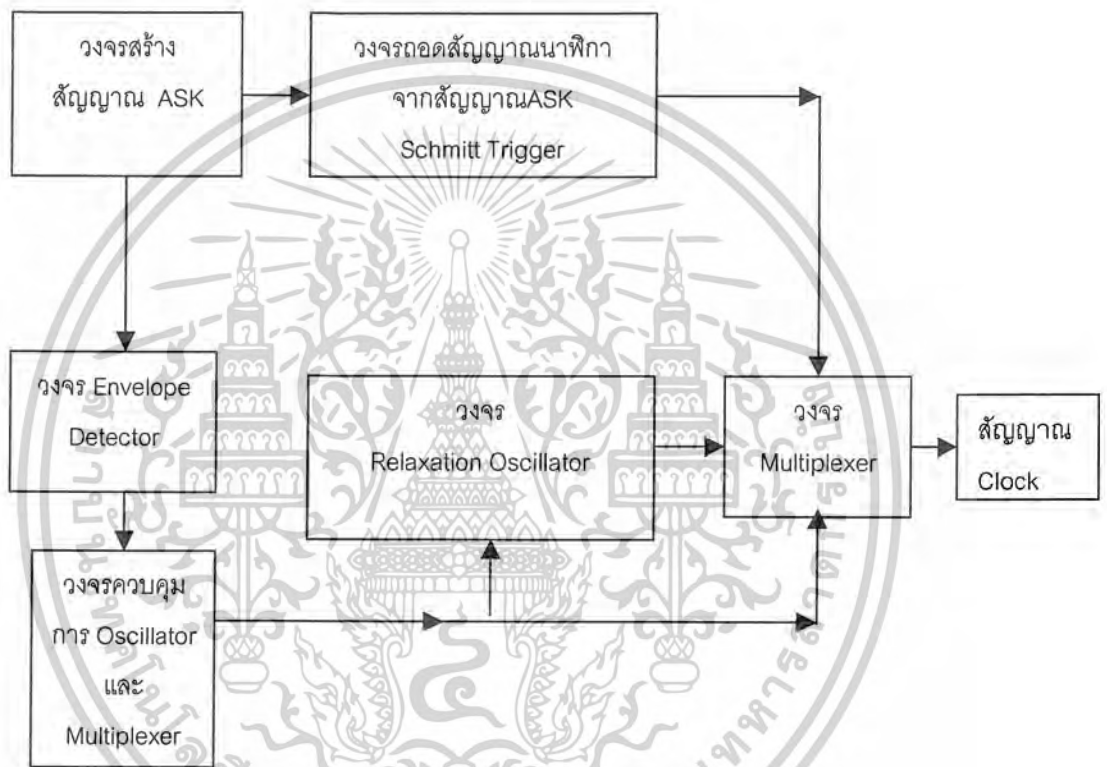 วงจรสร้าง
สัญญาณ ASK
วงจรถอดสัญญาณนาฬิกา
จากสัญญาณASK
Schmitt Trigger
วงจร Envelope
Detector
วงจร
Relaxation Oscillator
วงจร
Multiplexer
สัญญาณ
Clock
วงจรควบคุม
การ Oscillator
และ
Multiplexer